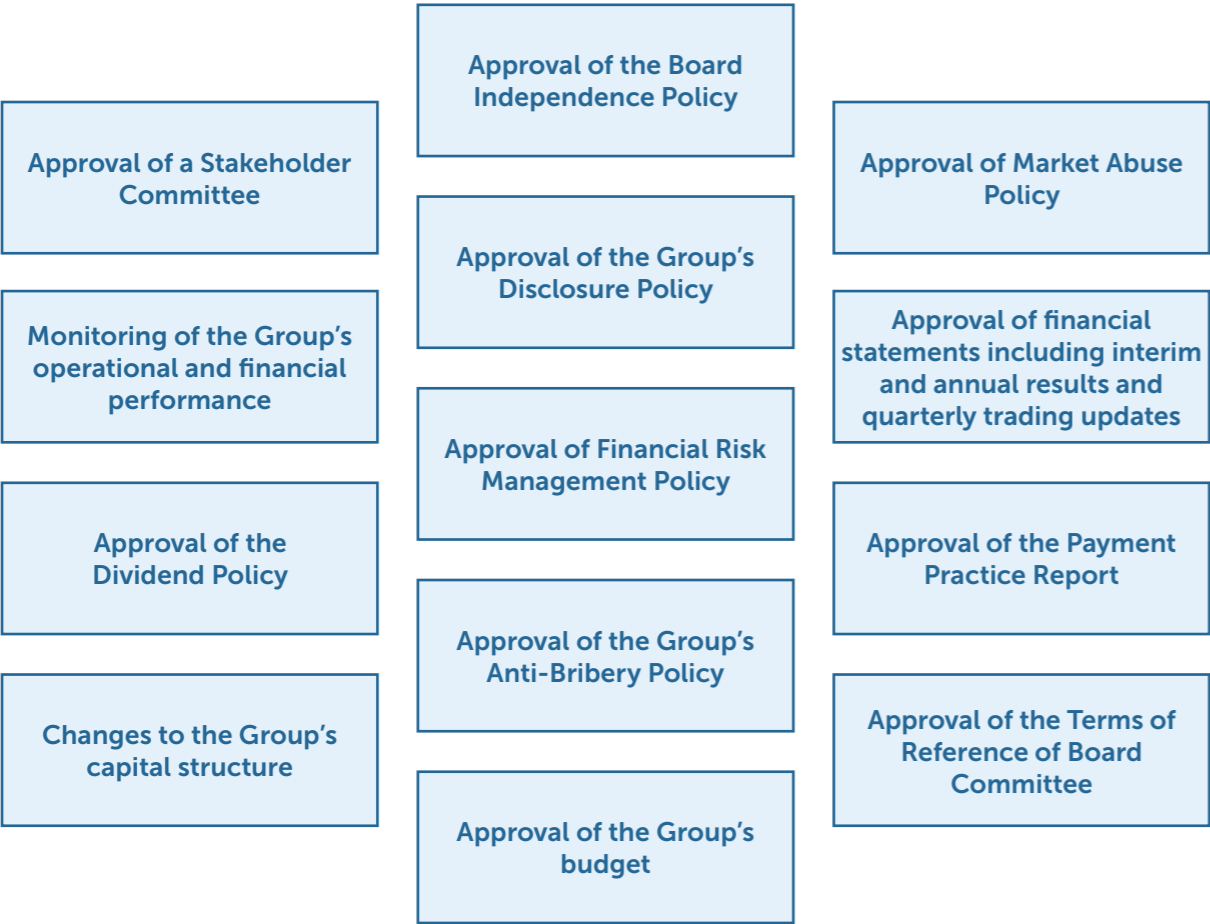 Approval of a Stakeholder
Committee
Monitoring of the Group’s
operational and financial
performance
Approval of the
Dividend Policy
Changes to the Group’s
capital structure
Approval of the Board
Independence Policy
Approval of the Group’s
Disclosure Policy
Approval of Financial Risk
Management Policy
Approval of the Group’s
Anti-Bribery Policy
Approval of the Group’s
budget
Approval of Market Abuse
Policy
Approval of financial
statements including interim
and annual results and
quarterly trading updates
Approval of the Payment
Practice Report
Approval of the Terms of
Reference of Board
Committee